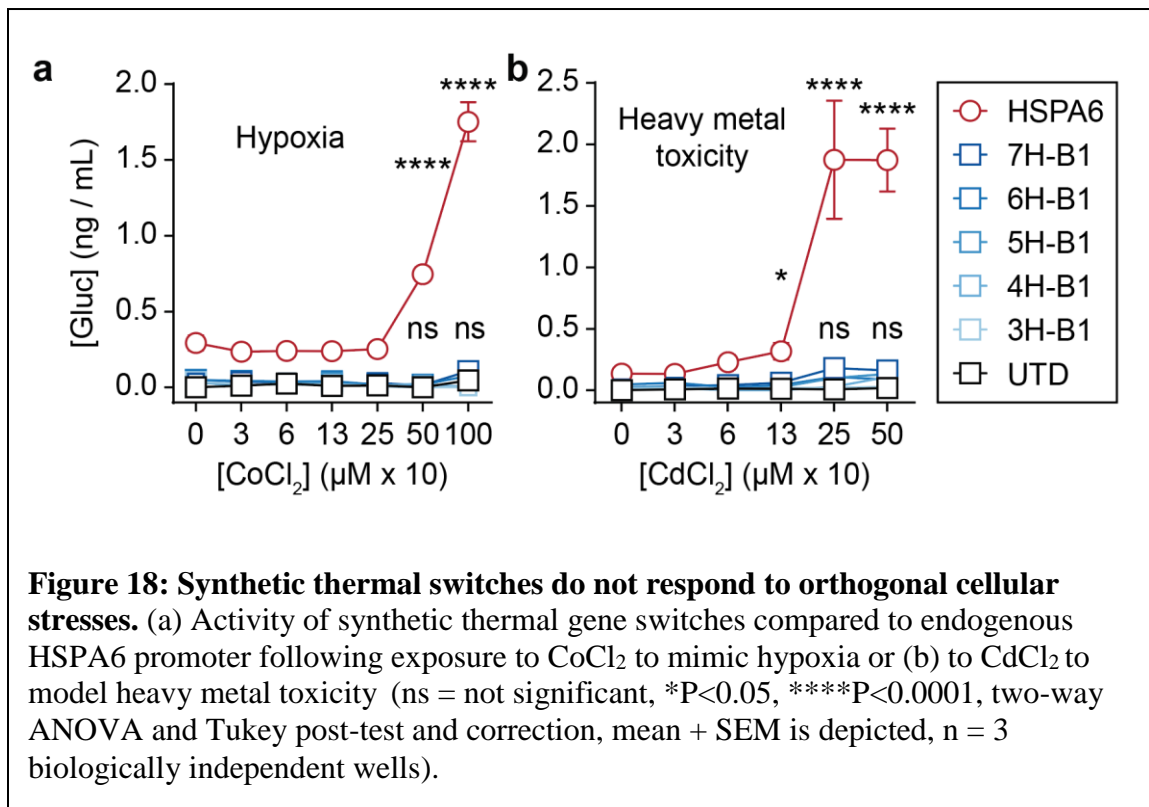 a
2.0
1.5
1.0
0.5
0.0
[Gluc] (ng / mL)
Hypoxia
****
****
ns
ns
0 3 6 13 25 50 100
[CoCl₂] (µM x 10)
b
2.5
2.0
1.5
1.0
0.5
0.0
Heavy metal
toxicity
*
****
****
ns
ns
0 3 6 13 25 50
[CdCl₂] (µM x 10)
HSPA6
7H-B1
6H-B1
5H-B1
4H-B1
3H-B1
UTD
Figure 18: Synthetic thermal switches do not respond to orthogonal cellular
stresses. (a) Activity of synthetic thermal gene switches compared to endogenous
HSPA6 promoter following exposure to CoCl₂ to mimic hypoxia or (b) to CdCl₂ to
model heavy metal toxicity (ns = not significant, *P<0.05, ****P<0.0001, two-way
ANOVA and Tukey post-test and correction, mean + SEM is depicted, n = 3
biologically independent wells).